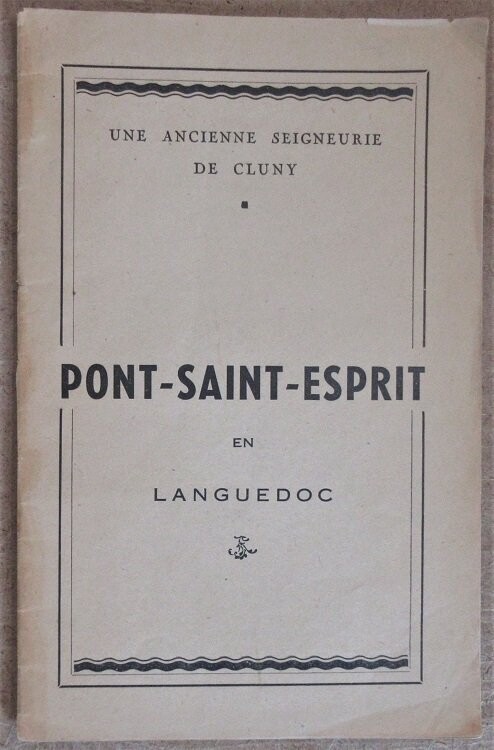 UNE ANCIENNE SEIGNEURIE
DE CLUNY
PONT-SAINT-ESPRIT
EN
LANGUEDOC